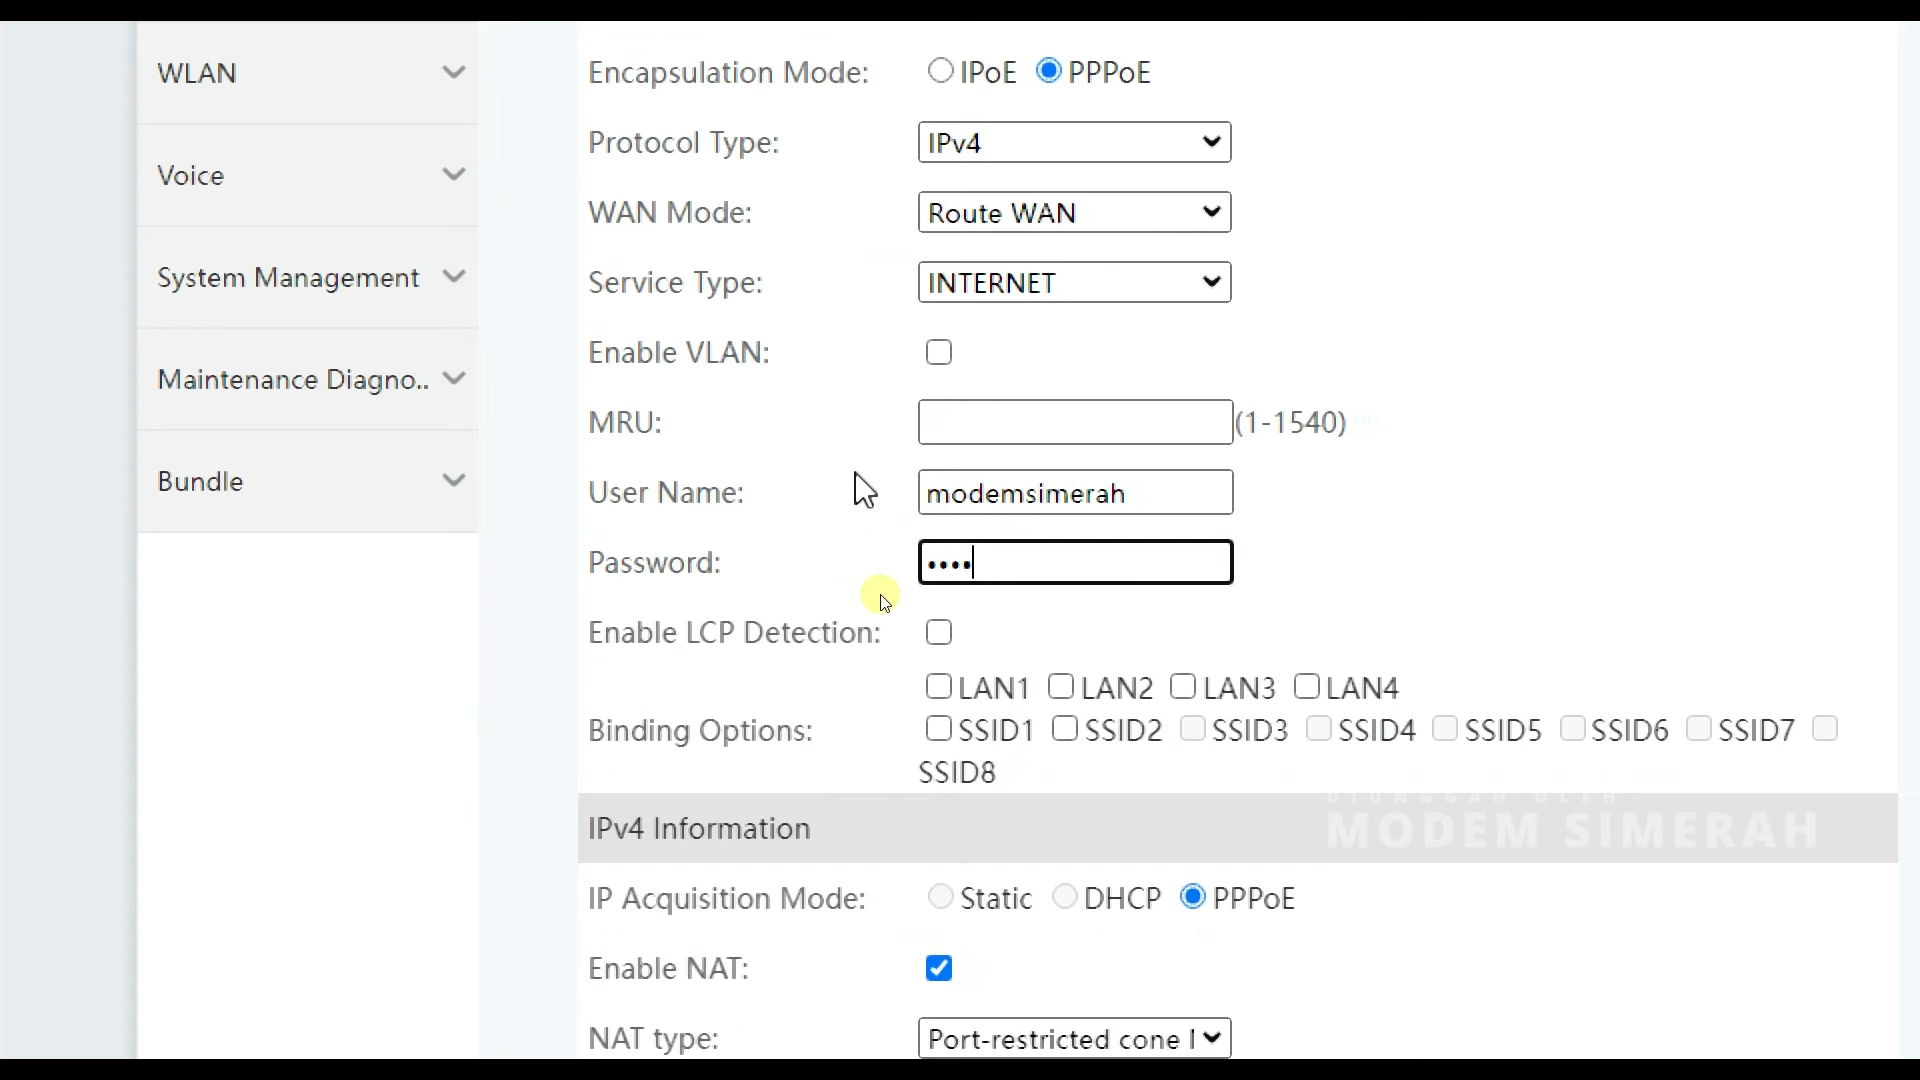 WLAN
Voice
System Management
Maintenance Diagno..
Bundle
Encapsulation Mode: IPoE PPPoE
Protocol Type: IPv4
WAN Mode: Route WAN
Service Type: INTERNET
Enable VLAN:
MRU: (1-1540)
User Name: modemsimerah
Password: ••••
Enable LCP Detection:
LAN1 LAN2 LAN3 LAN4
Binding Options: SSID1 SSID2 SSID3 SSID4 SSID5 SSID6 SSID7
SSID8
IPv4 Information
DIUNGGAH OLEH
MODEM SIMERAH
IP Acquisition Mode: Static DHCP PPPoE
Enable NAT:
NAT type: Port-restricted cone